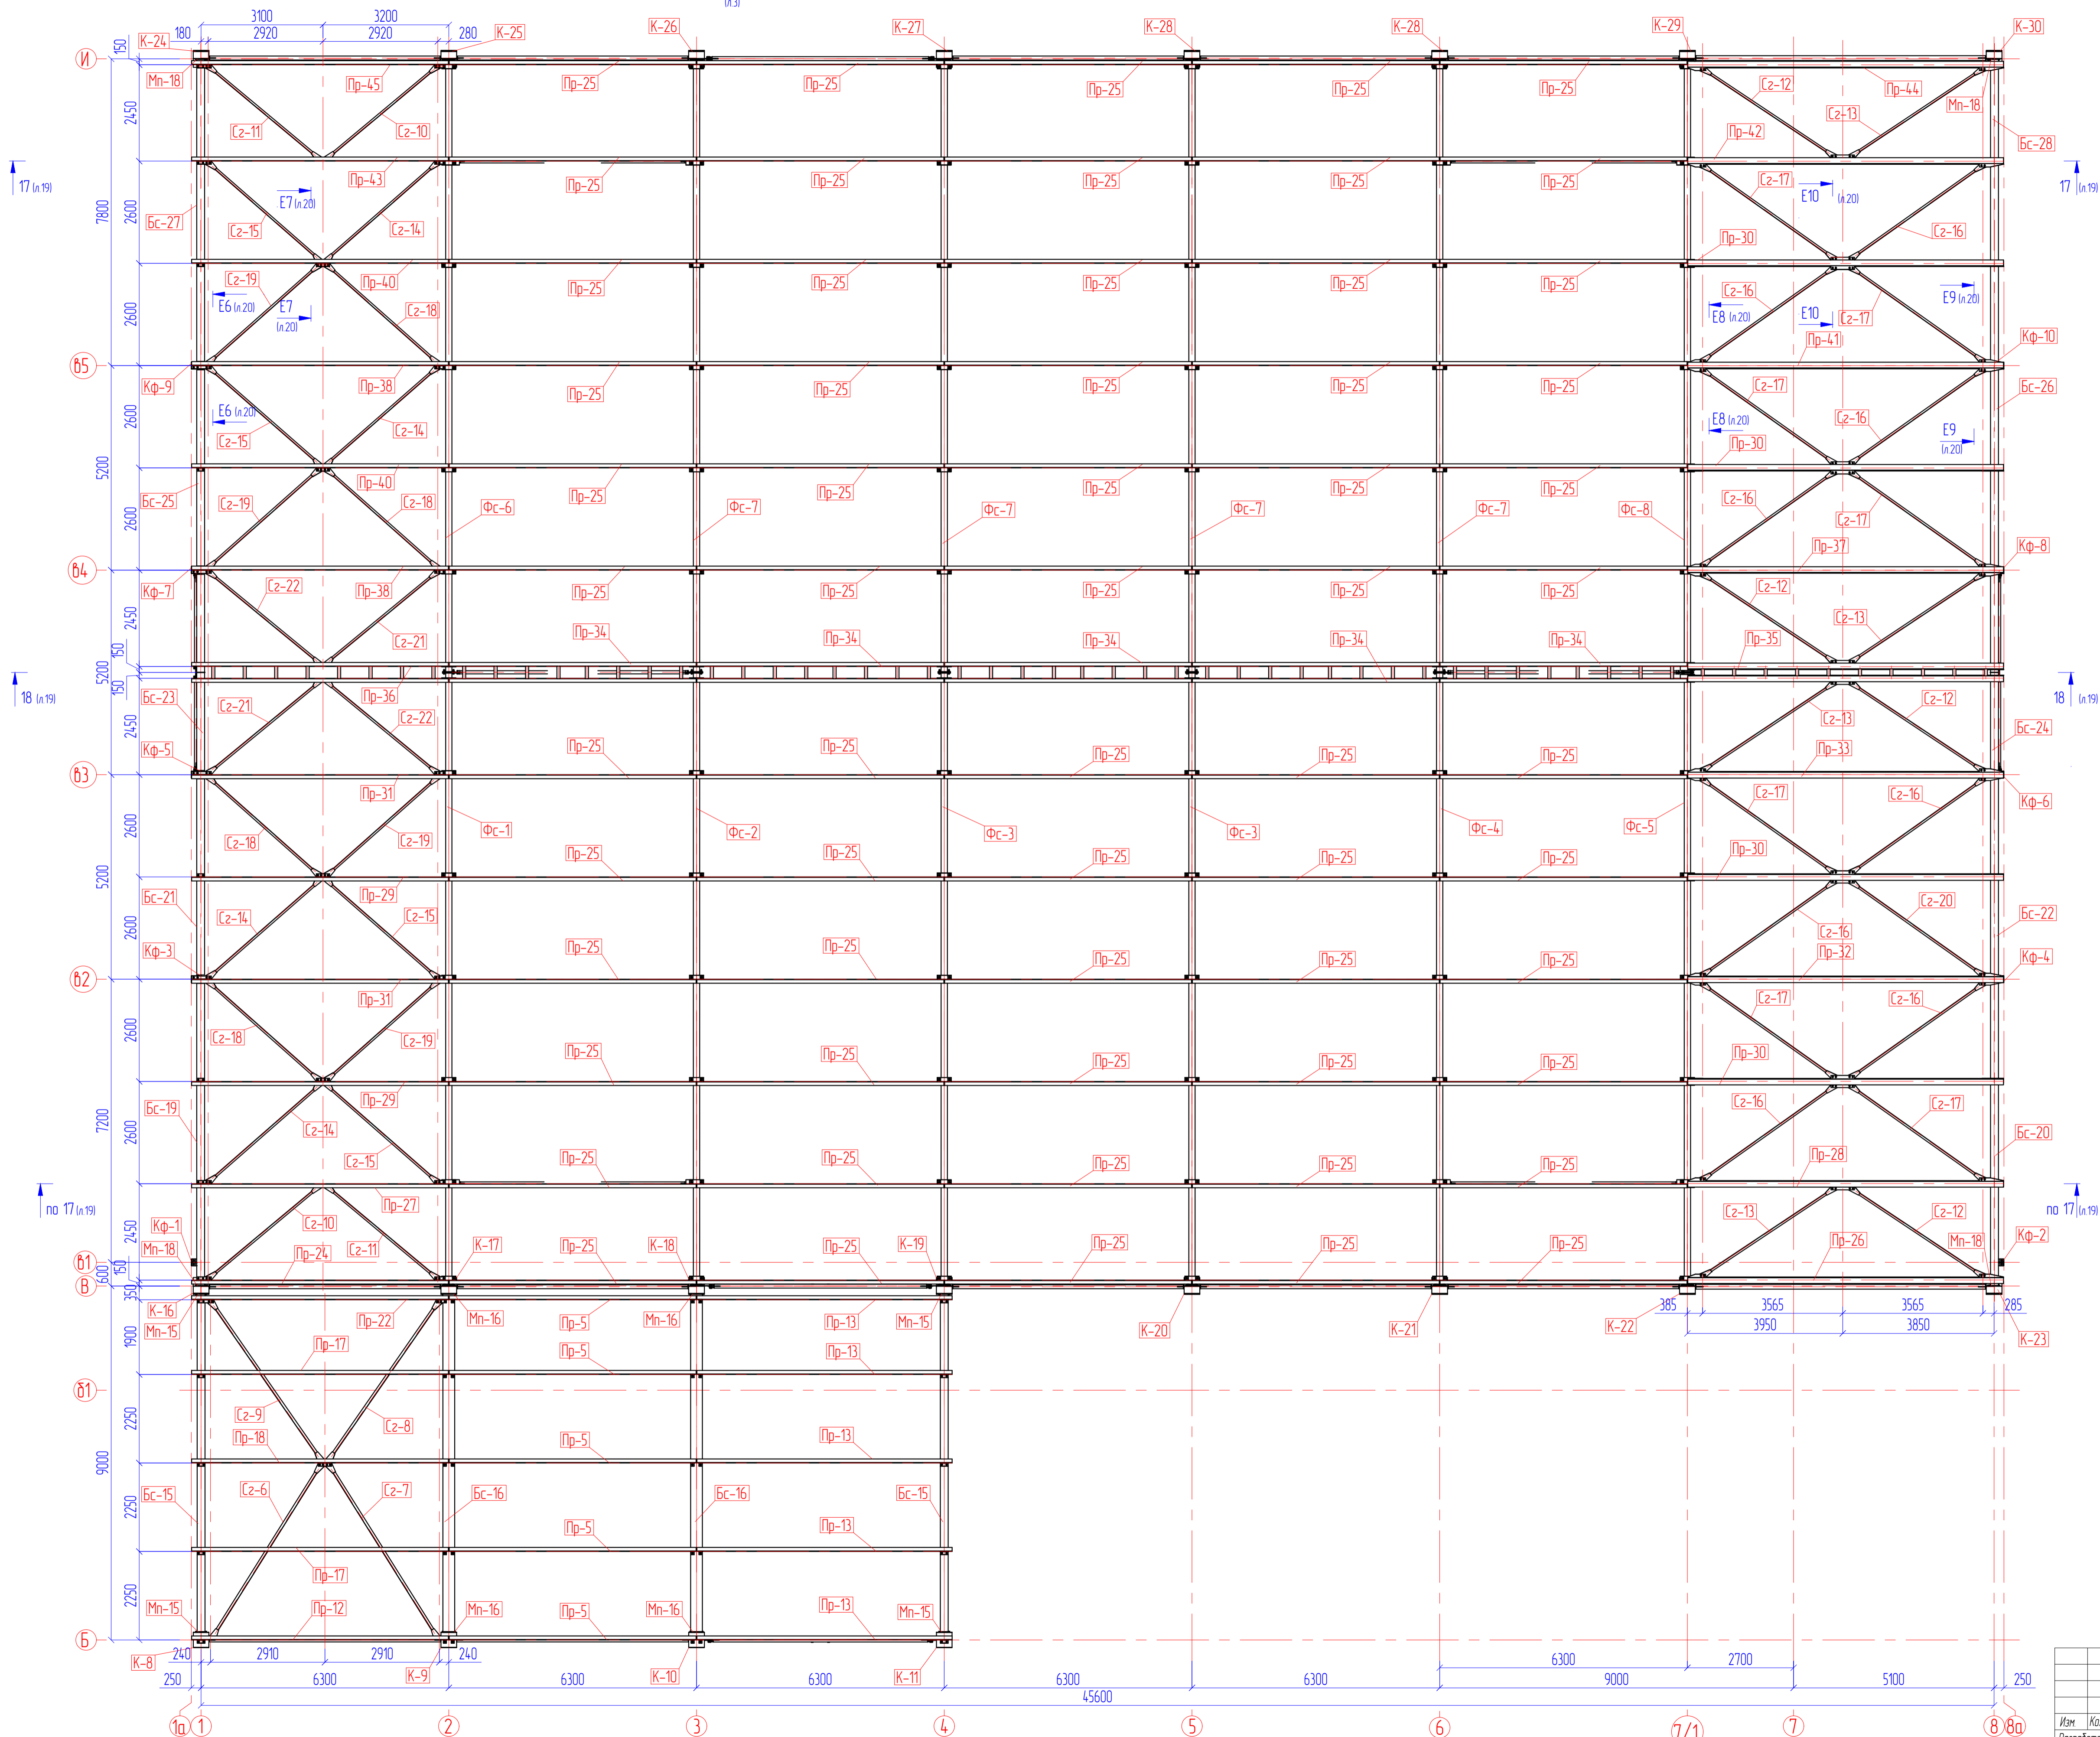 (л.3)
3100 3200
180 2920 2920 280
К-24 К-25 К-26 К-27 К-28 К-28 К-29 К-30
150
И
Мп-18 Пр-45 Пр-25 Пр-25 Пр-25 Пр-25 Пр-25 Сг-12 Пр-44 Мп-18
2450
Сг-11 Сг-10 Пр-42 Сг-13 Бс-28
17 (л.19) Пр-43 Пр-25 Пр-25 Пр-25 Пр-25 Пр-25 Сг-17 17 (л.19)
7800 2600
Е7 (л.20) Е10 (л.20)
Бс-27 Сг-15 Сг-14 Пр-30 Сг-16
Сг-19 Пр-40 Пр-25 Пр-25 Пр-25 Пр-25 Пр-25 Сг-16
2600
Е6 (л.20) Е7 (л.20) Сг-18 Е8 (л.20) Е10 Сг-17 Е9 (л.20)
Пр-41 Кф-10
В5
Кф-9 Пр-38 Пр-25 Пр-25 Пр-25 Пр-25 Пр-25 Сг-17 Бс-26
2600
Е6 (л.20) Сг-15 Сг-14 Е8 (л.20) Сг-16 Е9 (л.20)
5200
Пр-30
Бс-25 Сг-19 Пр-40 Пр-25 Пр-25 Пр-25 Пр-25 Пр-25 Сг-16
2600
Сг-18 Фс-6 Фс-7 Фс-7 Фс-7 Фс-7 Фс-8 Сг-17
Пр-37 Кф-8
В4
Кф-7 Сг-22 Пр-38 Пр-25 Пр-25 Пр-25 Пр-25 Пр-25 Сг-12
2450
Сг-21 Пр-34 Пр-34 Пр-34 Пр-34 Пр-34 Сг-13 Пр-35
150
5200
18 (л.19) 18 (л.19)
150
Бс-23 Пр-36 Сг-21 Сг-22 Сг-13 Сг-12 Бс-24
2450
Кф-5 Пр-25 Пр-25 Пр-25 Пр-25 Пр-25 Пр-33
В3
Пр-31 Сг-17 Сг-16 Кф-6
2600
Сг-18 Сг-19 Фс-1 Фс-2 Фс-3 Фс-3 Фс-4 Фс-5
Пр-25 Пр-25 Пр-25 Пр-25 Пр-25 Пр-30
5200
Бс-21 Пр-29 Сг-14 Сг-15 Сг-20 Сг-16 Бс-22
2600
Кф-3 Пр-25 Пр-25 Пр-25 Пр-25 Пр-25 Пр-32 Кф-4
В2
Пр-31 Сг-17 Сг-16
2600
Сг-18 Сг-19
Пр-25 Пр-25 Пр-25 Пр-25 Пр-25 Пр-30
Бс-19 Пр-29 Сг-16 Сг-17
7200 2600
Сг-14 Сг-15 Бс-20
Пр-25 Пр-25 Пр-25 Пр-25 Пр-25 Пр-28
по 17 (л.19) Пр-27 по 17 (л.19)
2450
Сг-10 Сг-11 Сг-13 Сг-12
Кф-1 Мп-18 Пр-24 К-17 Пр-25 К-18 Пр-25 К-19 Пр-25 Пр-25 Пр-25 Пр-26 Мп-18 Кф-2
В1
600 150
В
350
К-16 Мп-15 Пр-22 Мп-16 Пр-5 Мп-16 Пр-13 Мп-15 К-20 К-21 К-22 К-23
385 3565 3565 285
3950 3850
1900
Пр-17 Пр-5 Пр-13
б1
2250
Сг-9 Сг-8
Пр-18 Пр-5 Пр-13
9000
Бс-15 Сг-6 Сг-7 Бс-16 Бс-16 Бс-15
2250
Пр-5 Пр-13
Пр-17
2250
Мп-15 Пр-12 Мп-16 Пр-5 Мп-16 Пр-13 Мп-15
Б
К-8 К-9 К-10 К-11
240 2910 2910 240
6300 2700
250 6300 6300 6300 6300 6300 9000 5100 250
45600
1а 1 2 3 4 5 6 7/1 7 8 8а
Изм